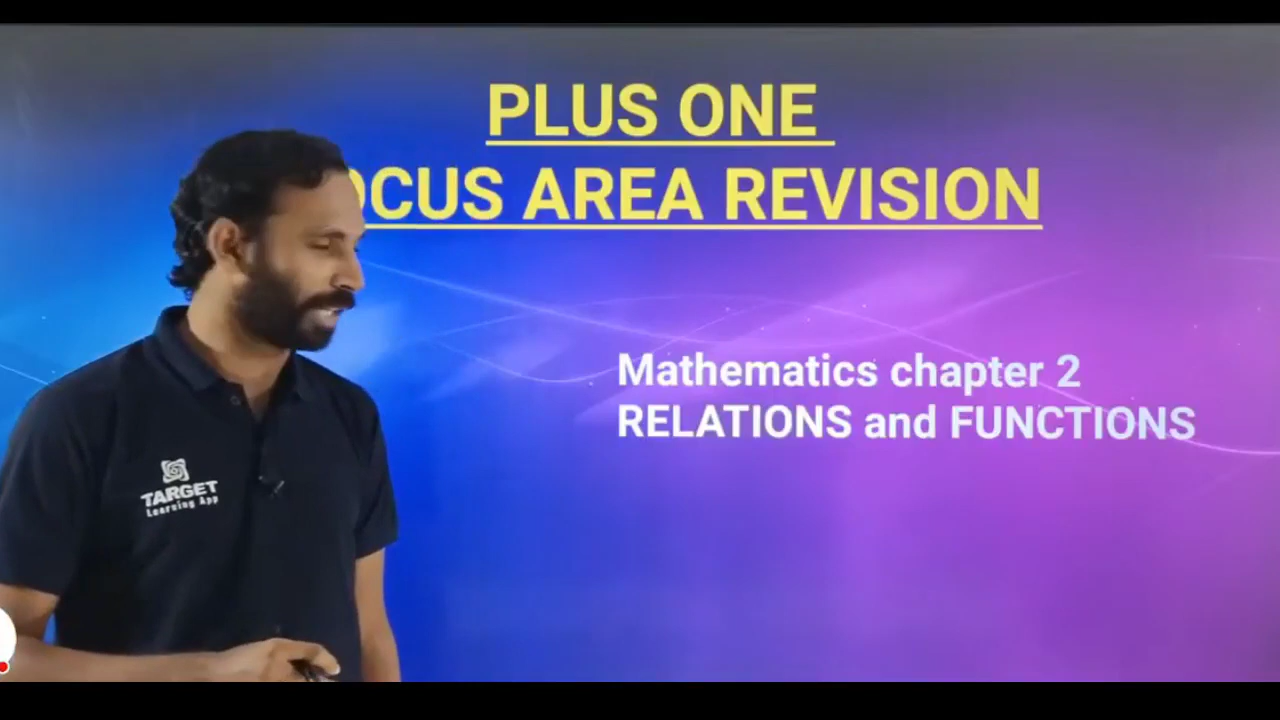 PLUS ONE
OCUS AREA REVISION
Mathematics chapter 2
RELATIONS and FUNCTIONS
TARGET
Learning App